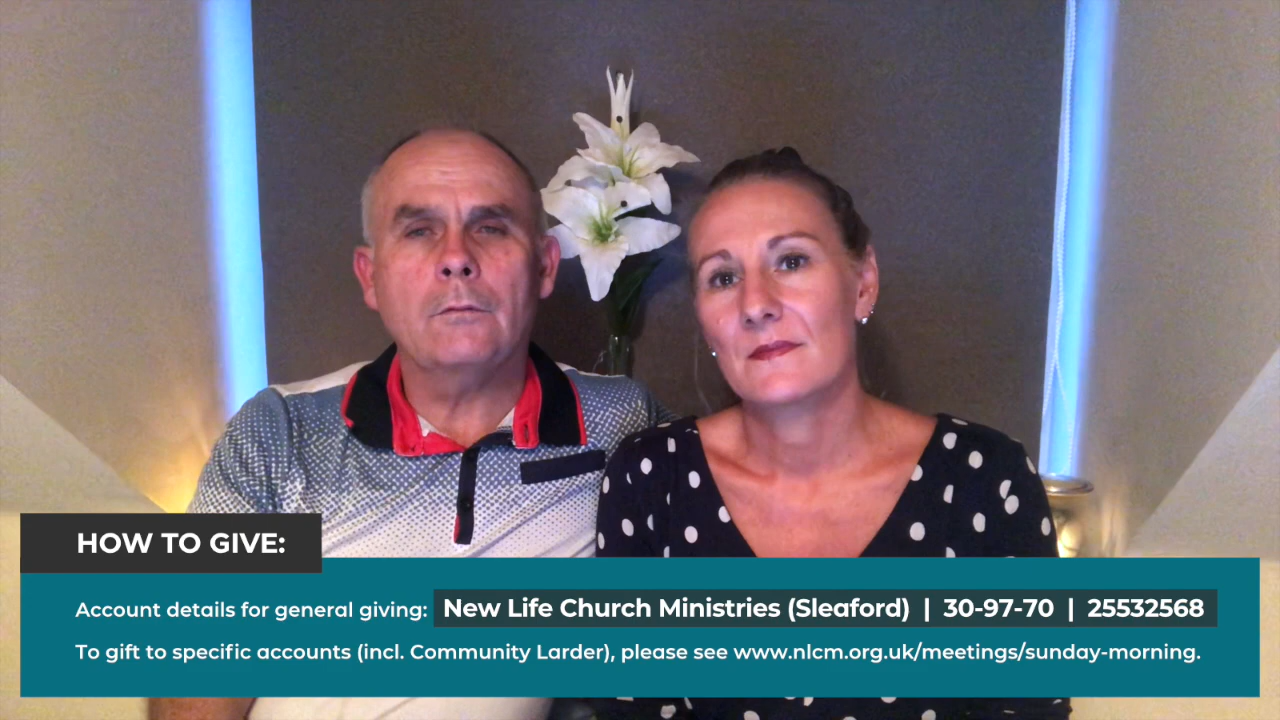 HOW TO GIVE:
Account details for general giving: New Life Church Ministries (Sleaford) | 30-97-70 | 25532568
To gift to specific accounts (incl. Community Larder), please see www.nlcm.org.uk/meetings/sunday-morning.